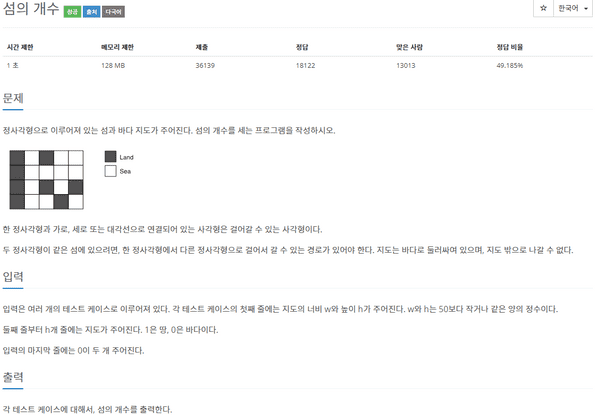 섬의 개수 성공 출처 다국어
☆ 한국어
시간 제한 메모리 제한 제출 정답 맞은 사람 정답 비율
1 초 128 MB 36139 18122 13013 49.185%
문제
정사각형으로 이루어져 있는 섬과 바다 지도가 주어진다. 섬의 개수를 세는 프로그램을 작성하시오.
Land
Sea
한 정사각형과 가로, 세로 또는 대각선으로 연결되어 있는 사각형은 걸어갈 수 있는 사각형이다.
두 정사각형이 같은 섬에 있으려면, 한 정사각형에서 다른 정사각형으로 걸어서 갈 수 있는 경로가 있어야 한다. 지도는 바다로 둘러싸여 있으며, 지도 밖으로 나갈 수 없다.
입력
입력은 여러 개의 테스트 케이스로 이루어져 있다. 각 테스트 케이스의 첫째 줄에는 지도의 너비 w와 높이 h가 주어진다. w와 h는 50보다 작거나 같은 양의 정수이다.
둘째 줄부터 h개 줄에는 지도가 주어진다. 1은 땅, 0은 바다이다.
입력의 마지막 줄에는 0이 두 개 주어진다.
출력
각 테스트 케이스에 대해서, 섬의 개수를 출력한다.